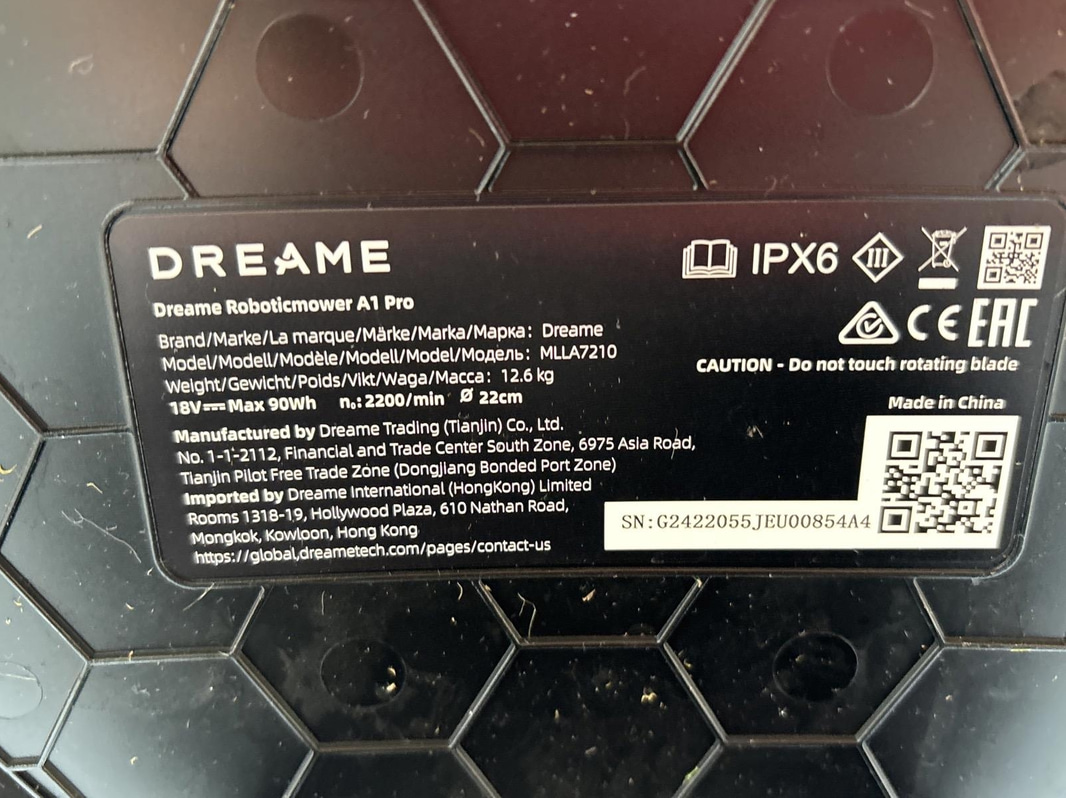 DREAME
IPX6
III
Dreame Roboticmower A1 Pro
CE EAC
Brand/Marke/La marque/Märke/Marka/Марка: Dreame
Model/Modell/Modèle/Modell/Model/Модель: MLLA7210
CAUTION - Do not touch rotating blade
Weight/Gewicht/Poids/Vikt/Waga/Масса: 12.6 kg
18V⎓Max 90Wh n₀: 2200/min Ø 22cm
Made in China
Manufactured by Dreame Trading (Tianjin) Co., Ltd.
No. 1-1-2112, Financial and Trade Center South Zone, 6975 Asia Road,
Tianjin Pilot Free Trade Zone (Dongjiang Bonded Port Zone)
Imported by Dreame International (HongKong) Limited
Rooms 1318-19, Hollywood Plaza, 610 Nathan Road,
Mongkok, Kowloon, Hong Kong
https://global.dreametech.com/pages/contact-us
SN:G2422055JEU00854A4